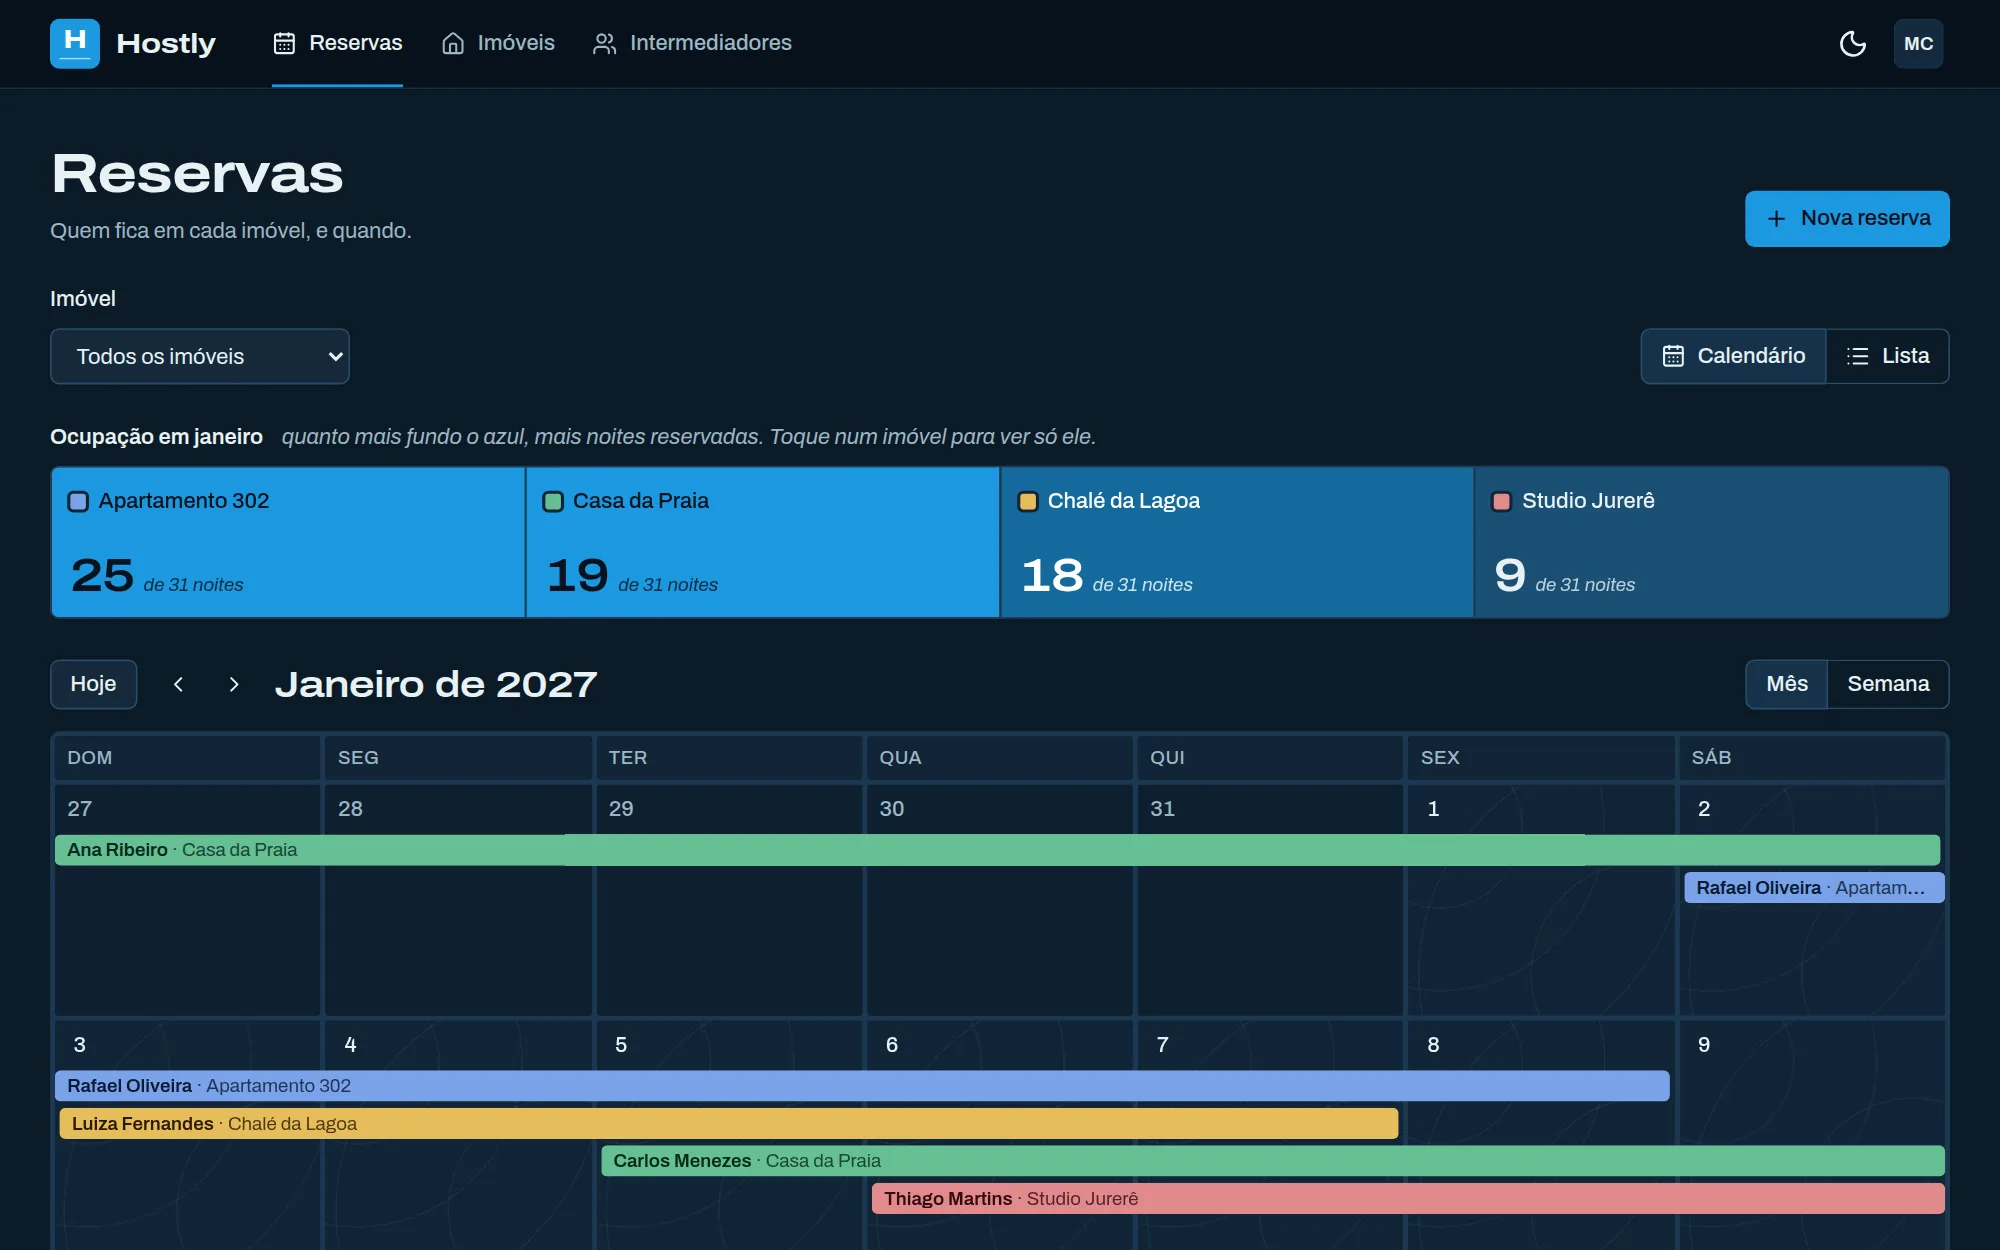 H Hostly Reservas Imóveis Intermediadores MC
Reservas
Quem fica em cada imóvel, e quando.
+ Nova reserva
Imóvel
Todos os imóveis
Calendário Lista
Ocupação em janeiro quanto mais fundo o azul, mais noites reservadas. Toque num imóvel para ver só ele.
Apartamento 302 Casa da Praia Chalé da Lagoa Studio Jurerê
25 de 31 noites 19 de 31 noites 18 de 31 noites 9 de 31 noites
Hoje Janeiro de 2027 Mês Semana
DOM SEG TER QUA QUI SEX SÁB
27 28 29 30 31 1 2
Ana Ribeiro · Casa da Praia
Rafael Oliveira · Apartam...
3 4 5 6 7 8 9
Rafael Oliveira · Apartamento 302
Luiza Fernandes · Chalé da Lagoa
Carlos Menezes · Casa da Praia
Thiago Martins · Studio Jurerê